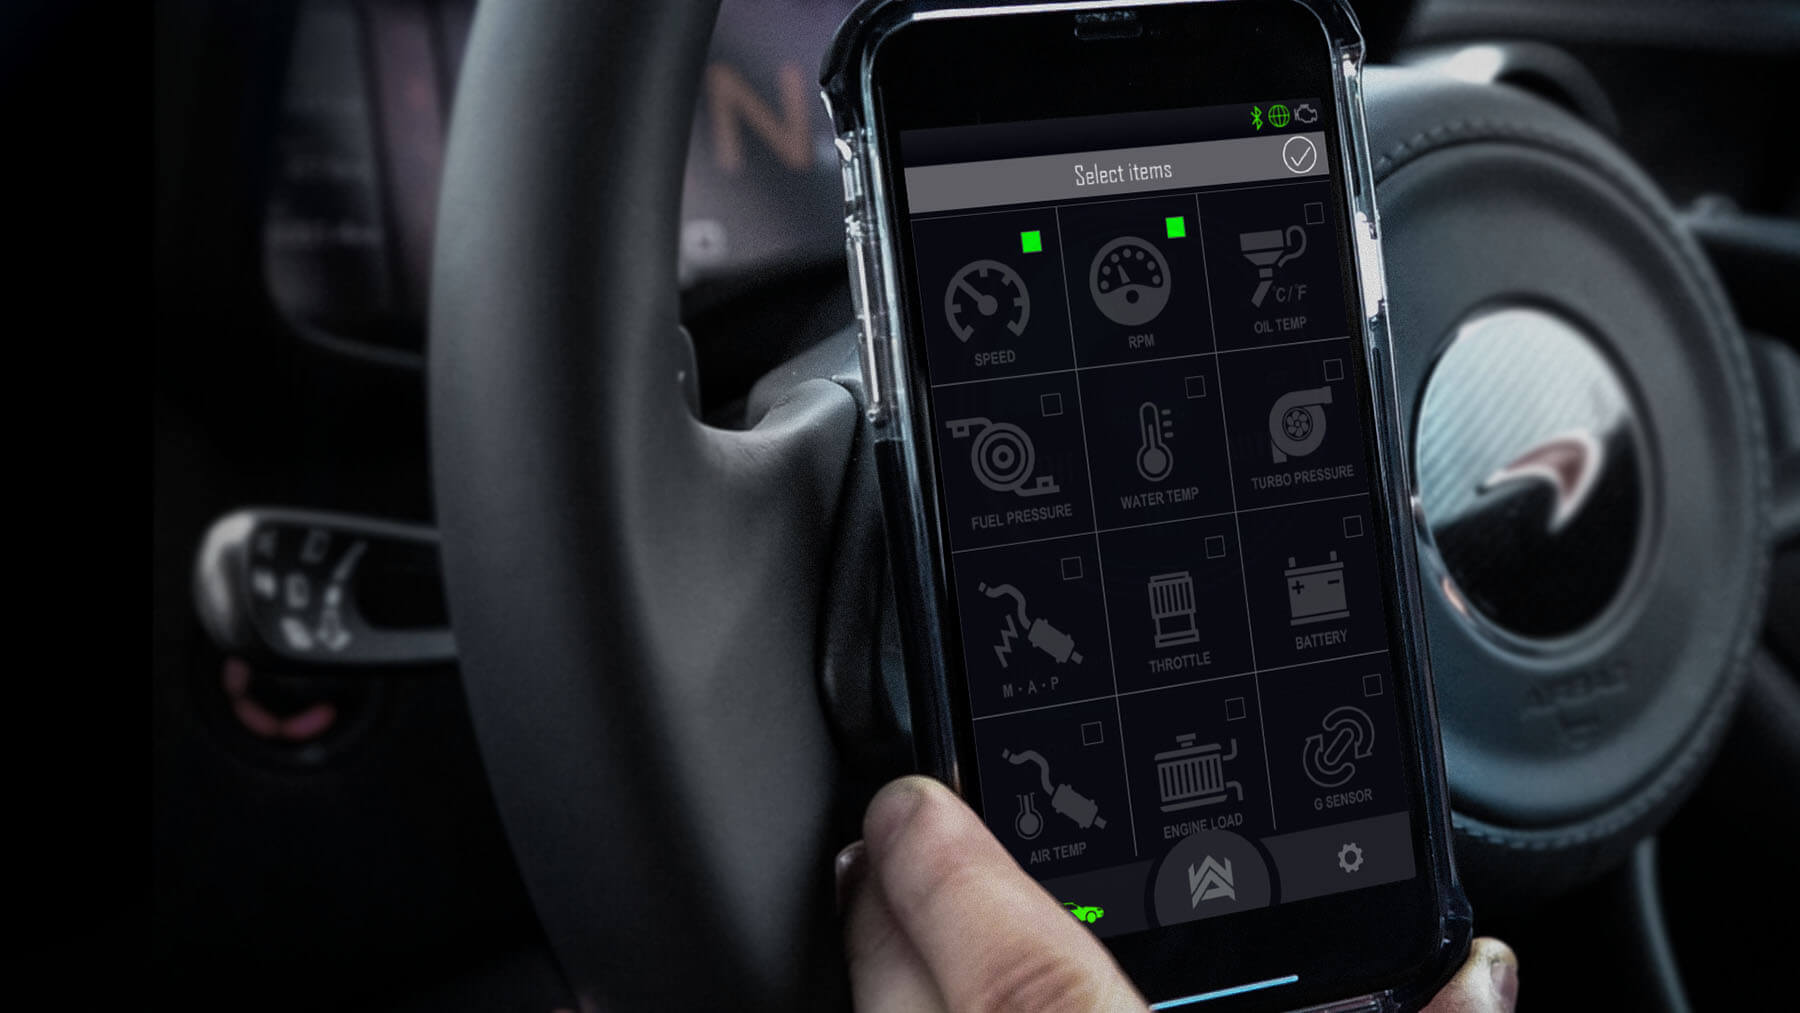 N
Select items
SPEED
RPM
°C/°F
OIL TEMP
FUEL PRESSURE
WATER TEMP
TURBO PRESSURE
M·A·P
THROTTLE
BATTERY
AIR TEMP
ENGINE LOAD
G SENSOR
AIRBAG